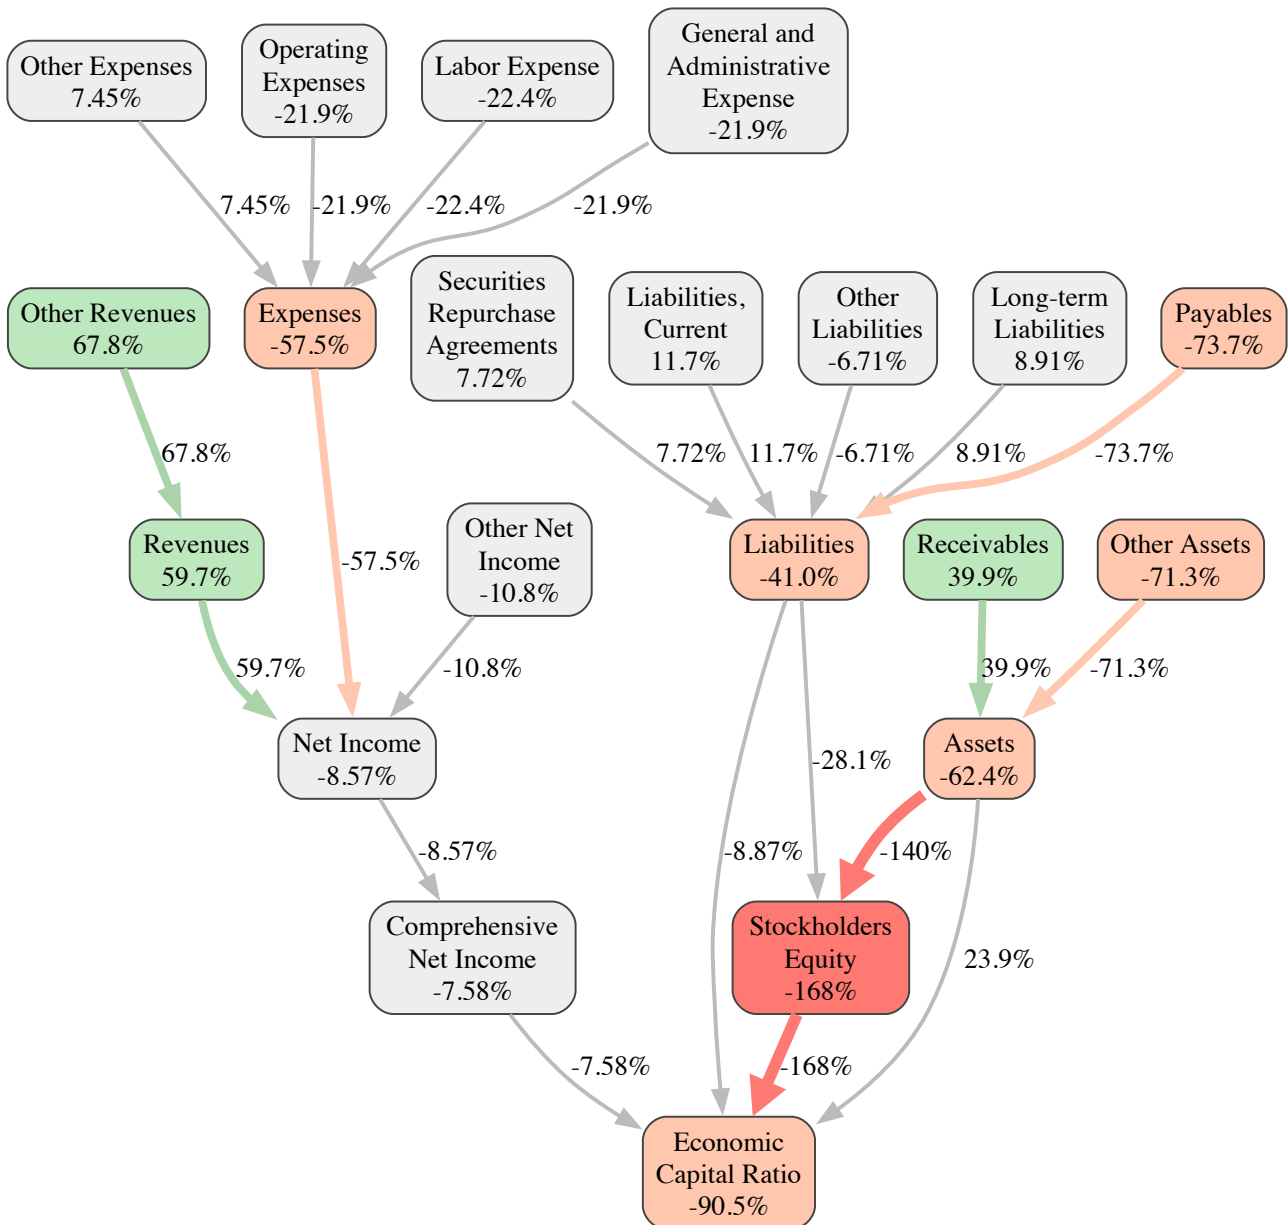 Other Expenses
7.45%
Operating
Expenses
-21.9%
Labor Expense
-22.4%
General and
Administrative
Expense
-21.9%
7.45%
-21.9%
-22.4%
-21.9%
Other Revenues
67.8%
Expenses
-57.5%
Securities
Repurchase
Agreements
7.72%
Liabilities,
Current
11.7%
Other
Liabilities
-6.71%
Long-term
Liabilities
8.91%
Payables
-73.7%
67.8%
7.72%
11.7%
-6.71%
8.91%
-73.7%
Revenues
59.7%
-57.5%
Other Net
Income
-10.8%
Liabilities
-41.0%
Receivables
39.9%
Other Assets
-71.3%
59.7%
-10.8%
39.9%
-71.3%
Net Income
-8.57%
-28.1%
Assets
-62.4%
-8.57%
-8.87%
-140%
Comprehensive
Net Income
-7.58%
Stockholders
Equity
-168%
23.9%
-7.58%
-168%
Economic
Capital Ratio
-90.5%